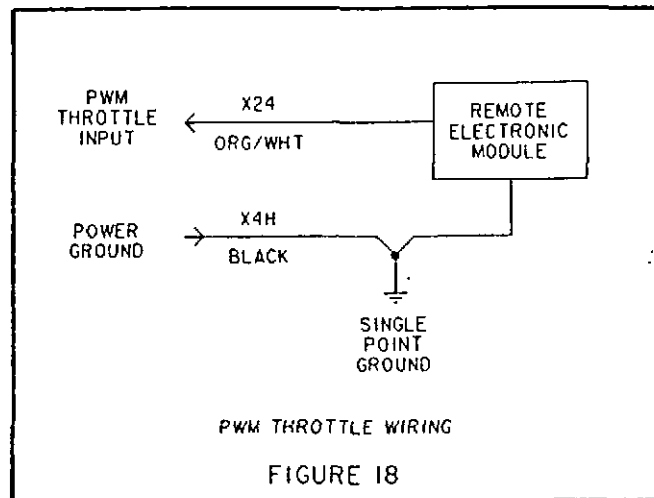 PWM
THROTTLE
INPUT
X24
ORG/WHT
REMOTE
ELECTRONIC
MODULE
POWER
GROUND
X4H
BLACK
SINGLE
POINT
GROUND
PWM THROTTLE WIRING
FIGURE 18